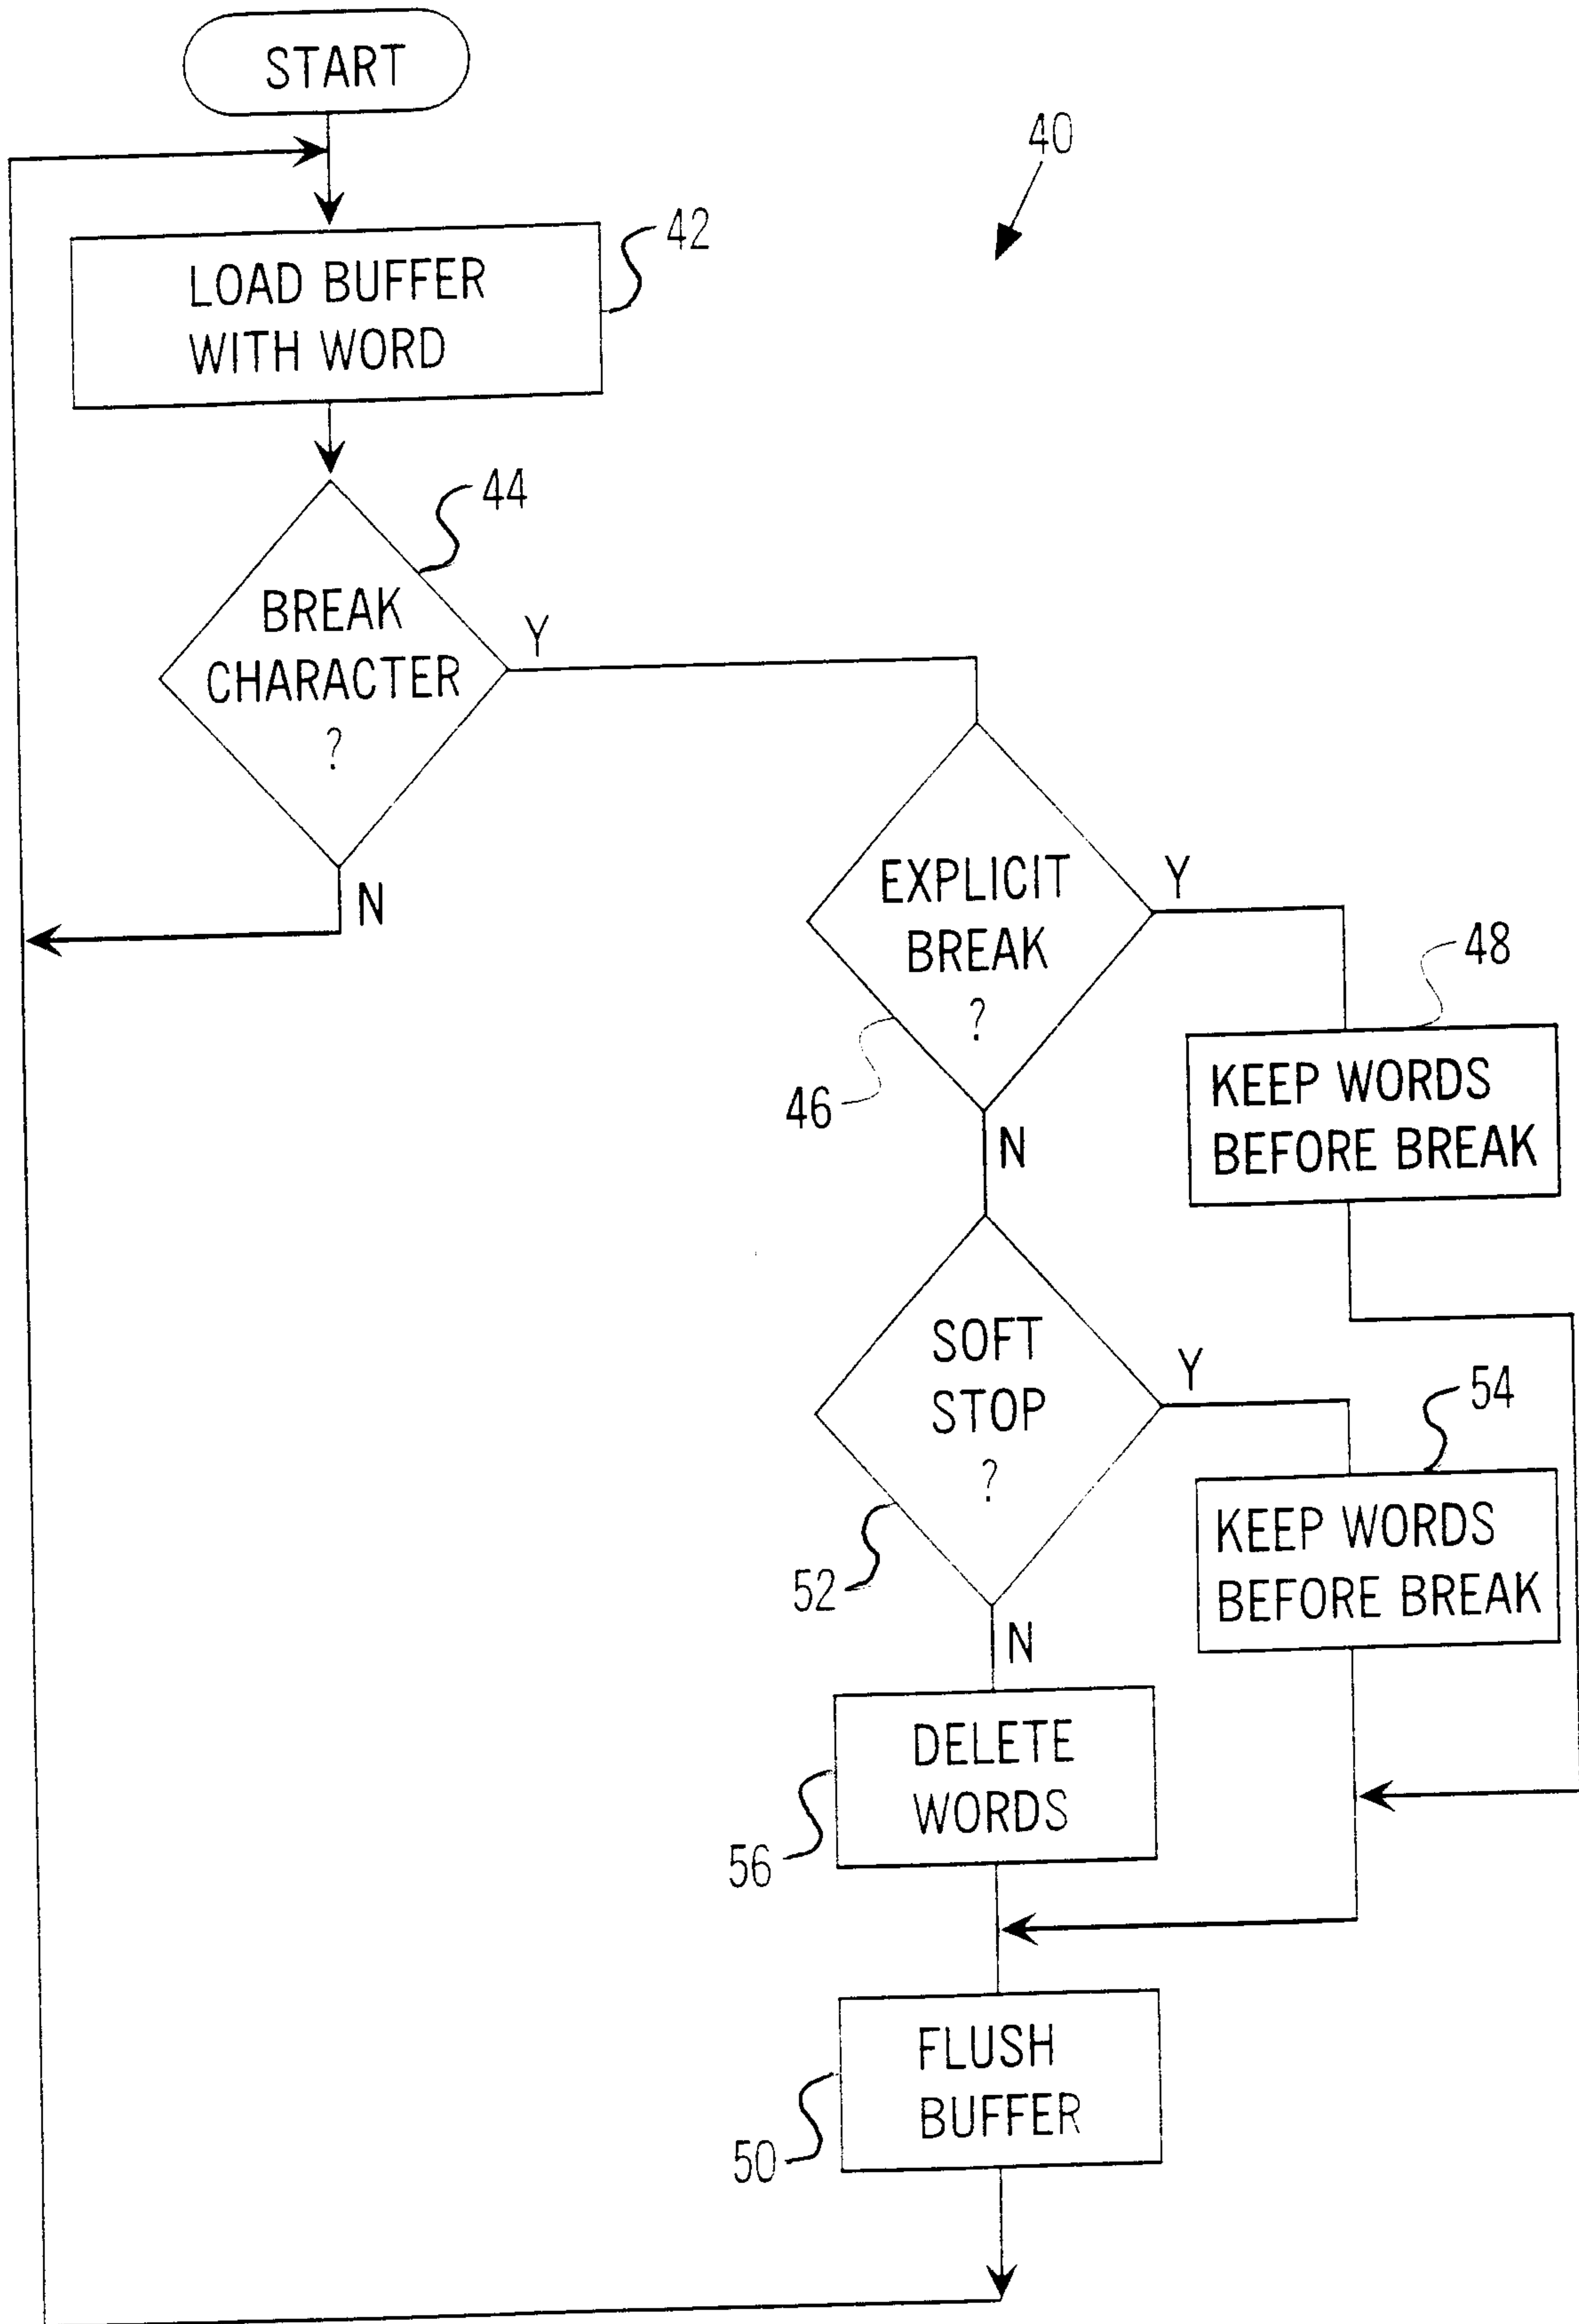 START
40
42
LOAD BUFFER
WITH WORD
44
BREAK
CHARACTER
?
Y
N
EXPLICIT
BREAK
?
Y
46
N
48
KEEP WORDS
BEFORE BREAK
SOFT
STOP
?
Y
52
N
54
KEEP WORDS
BEFORE BREAK
DELETE
WORDS
56
FLUSH
BUFFER
50